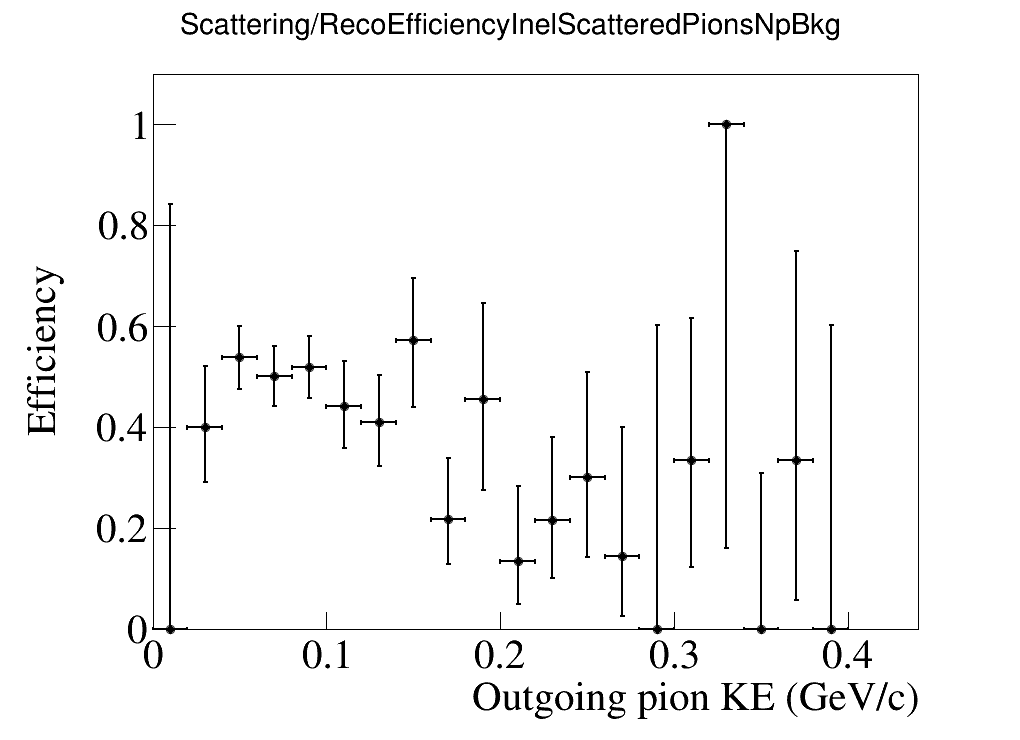 Scattering/RecoEfficiencyInelScatteredPionsNpBkg
1
0.8
0.6
0.4
0.2
0
Efficiency
0 0.1 0.2 0.3 0.4
Outgoing pion KE (GeV/c)